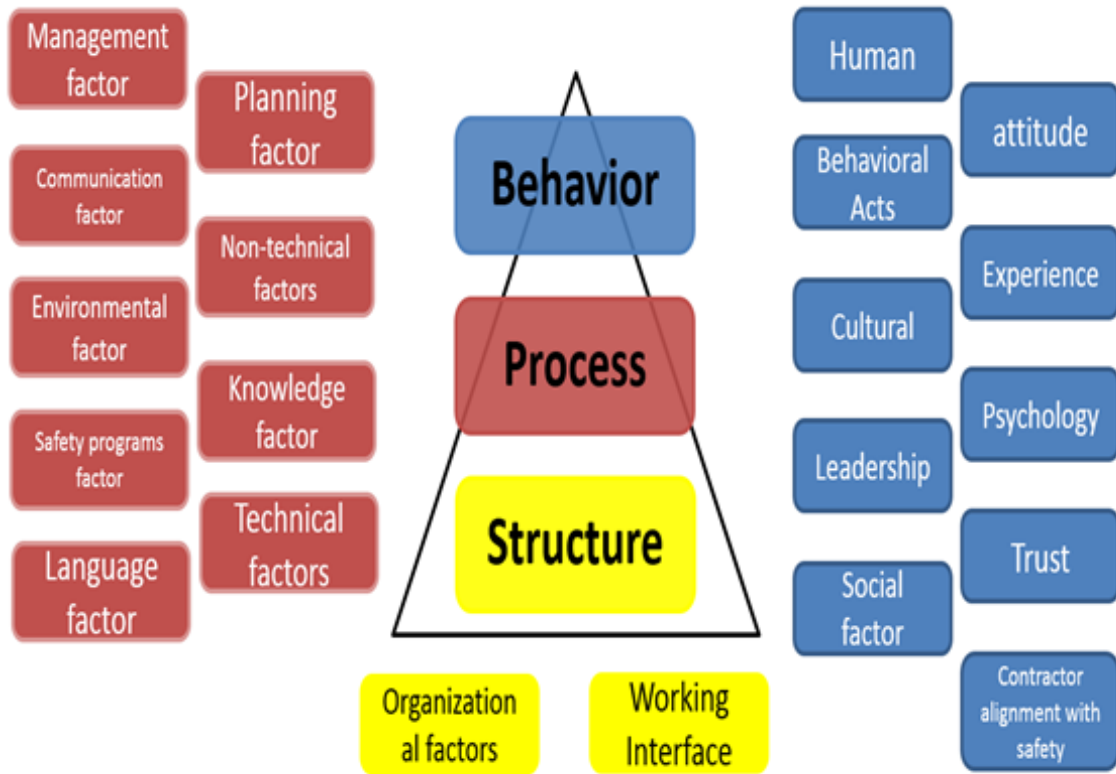 Management
factor
Planning
factor
Communication
factor
Non-technical
factors
Environmental
factor
Knowledge
factor
Safety programs
factor
Technical
factors
Language
factor
Behavior
Process
Structure
Organization
al factors
Working
Interface
Human
attitude
Behavioral
Acts
Experience
Cultural
Psychology
Leadership
Trust
Social
factor
Contractor
alignment with
safety